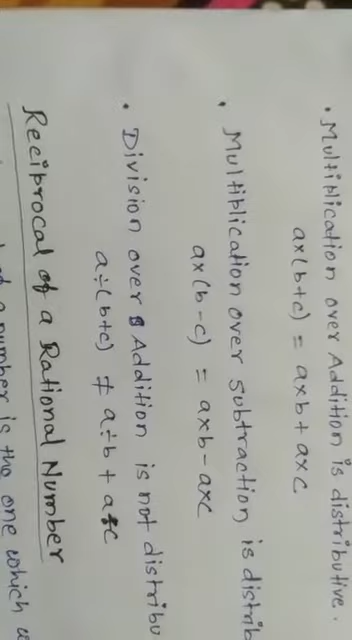 • Multiplication over Addition is distributive.
a×(b+c) = a×b + a×c
• Multiplication over subtraction is distrib
a×(b-c) = a×b - a×c
• Division over Addition is not distribu
a÷(b+c) ≠ a÷b + a÷c
Reciprocal of a Rational Number
number is the one which